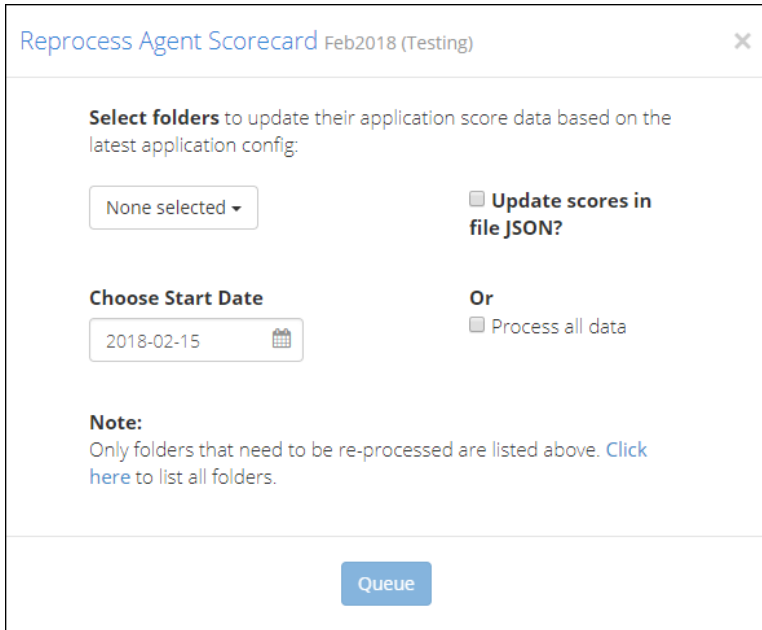 Reprocess Agent Scorecard Feb2018 (Testing) ×
Select folders to update their application score data based on the
latest application config:
None selected
Update scores in
file JSON?
Choose Start Date
2018-02-15
Or
Process all data
Note:
Only folders that need to be re-processed are listed above. Click
here to list all folders.
Queue